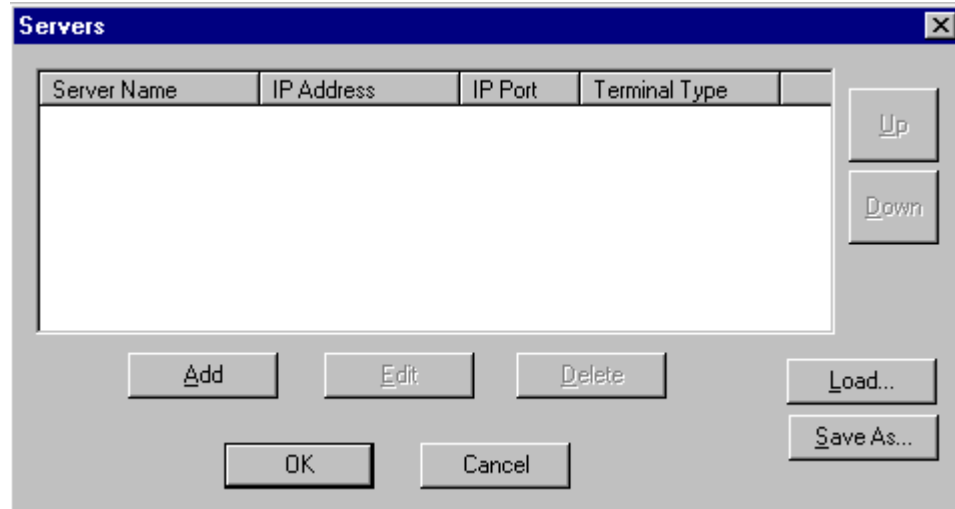 Servers
Server Name IP Address IP Port Terminal Type
Up
Down
Add Edit Delete
Load...
Save As...
OK Cancel